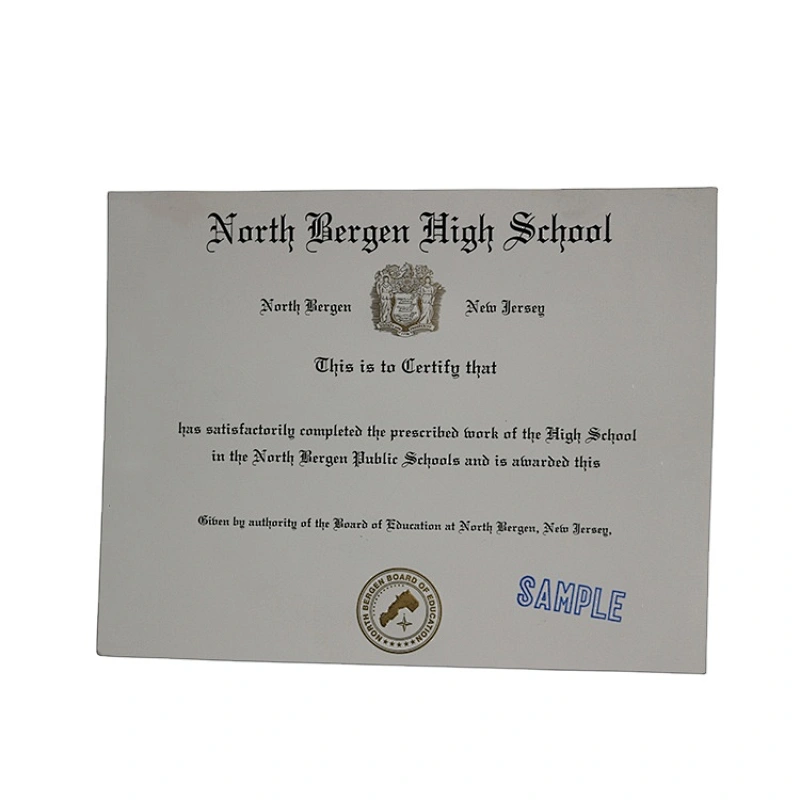 North Bergen High School
North Bergen New Jersey
This is to Certify that
has satisfactorily completed the prescribed work of the High School
in the North Bergen Public Schools and is awarded this
Given by authority of the Board of Education at North Bergen, New Jersey,
NORTH BERGEN BOARD OF EDUCATION
SAMPLE